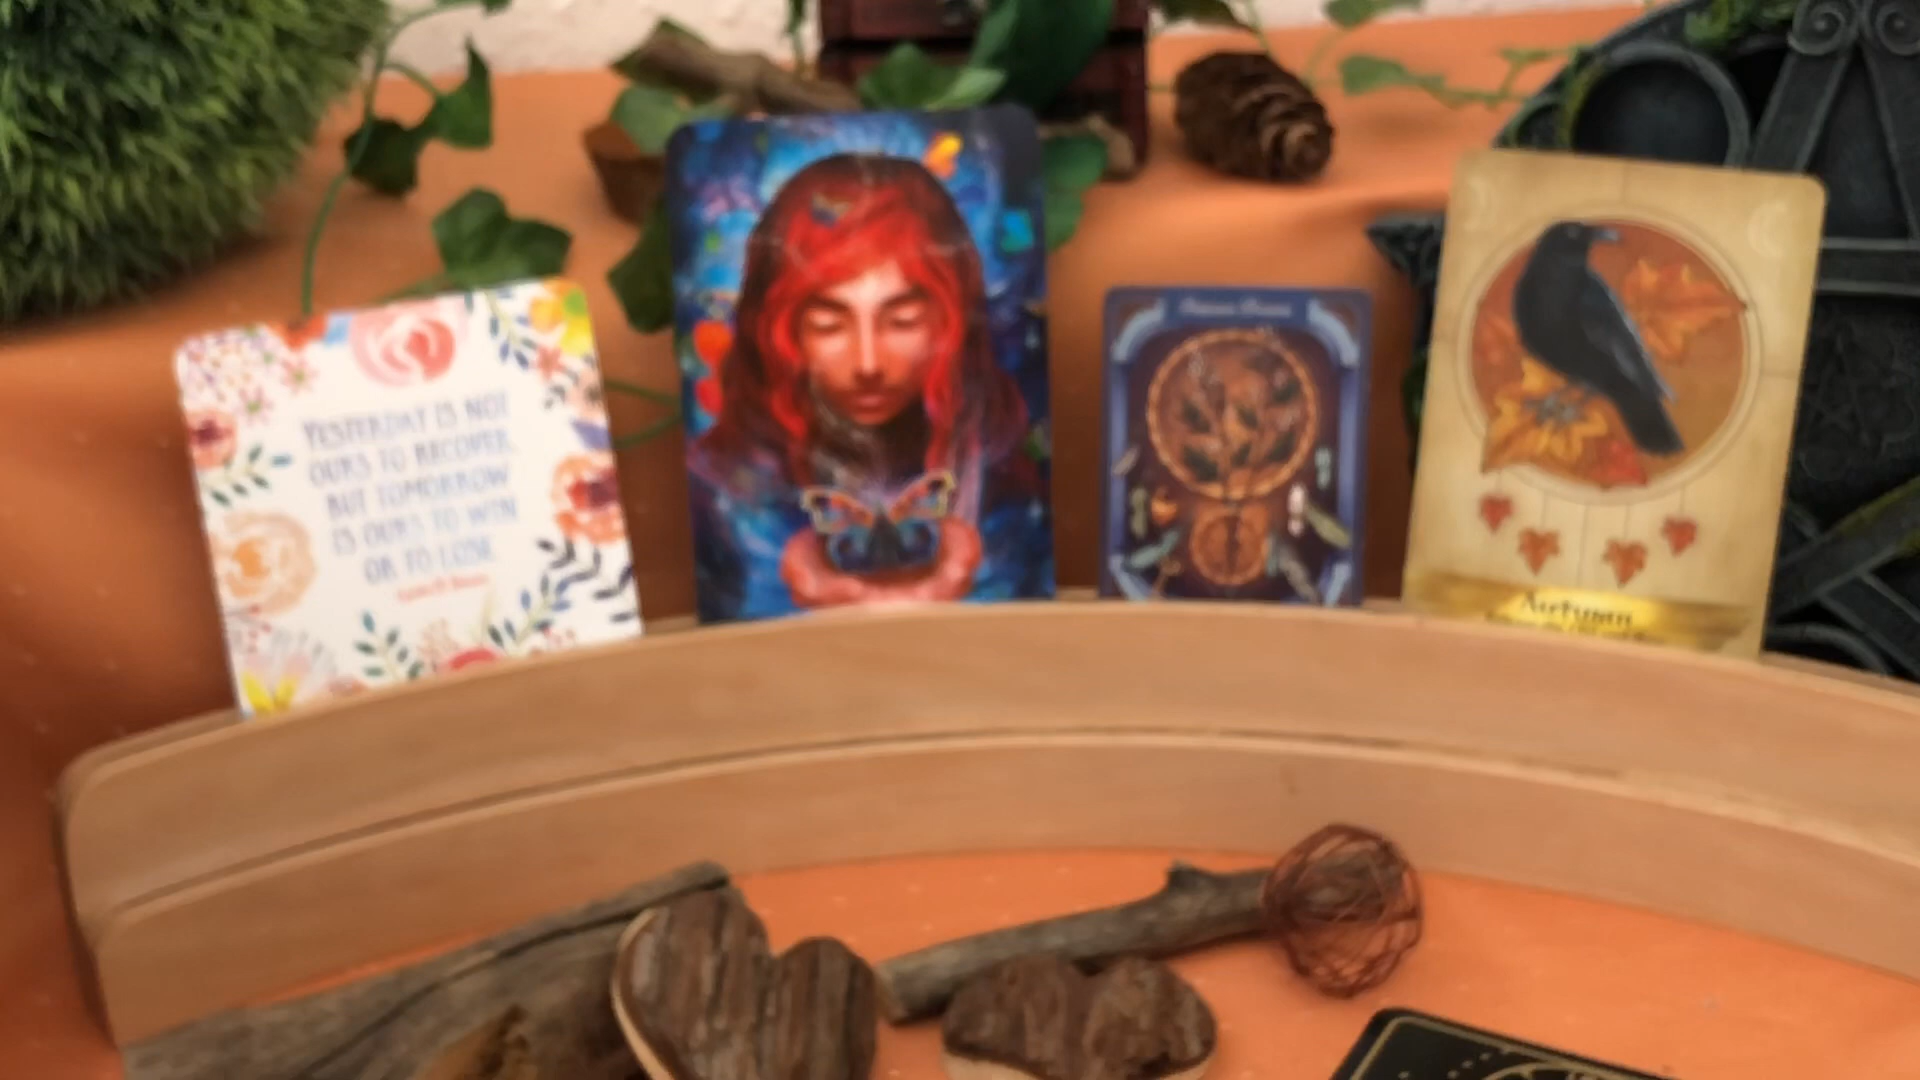 YESTERDAY IS NOT
OURS TO RECOVER,
BUT TOMORROW
IS OURS TO WIN
OR TO LOSE
Autumn